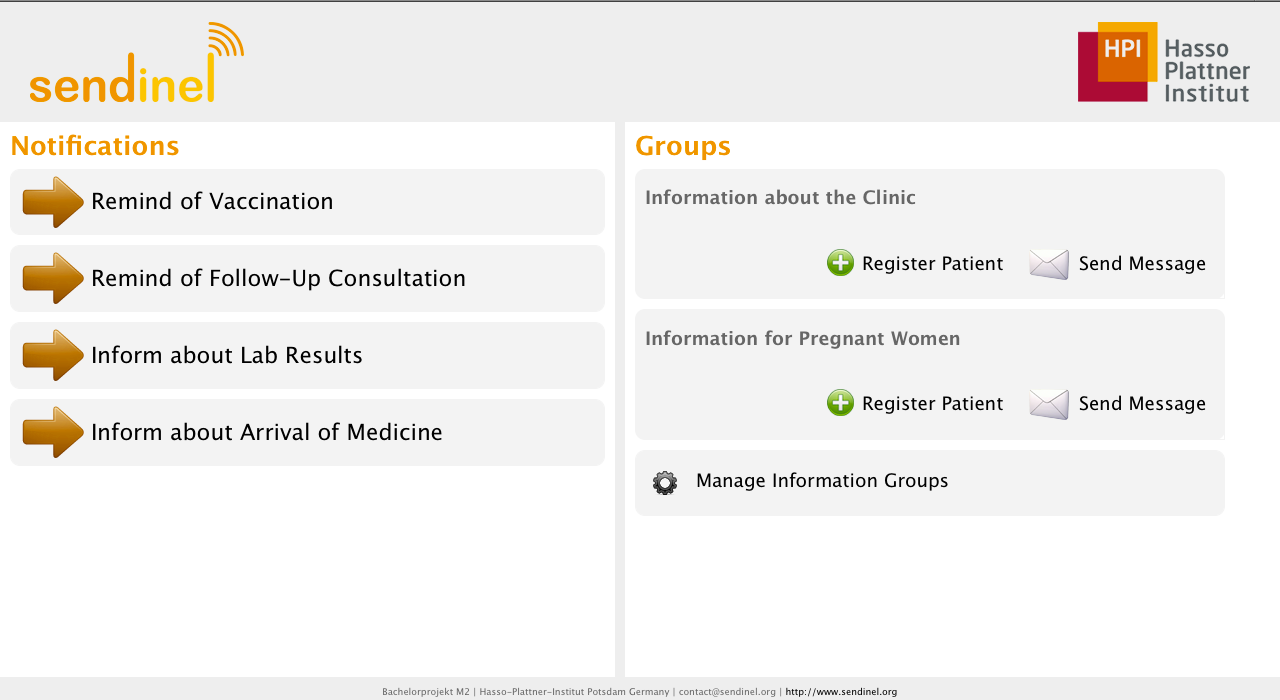 sendinel
HPI
Hasso
Plattner
Institut
Notifications
Remind of Vaccination
Remind of Follow-Up Consultation
Inform about Lab Results
Inform about Arrival of Medicine
Groups
Information about the Clinic
Register Patient Send Message
Information for Pregnant Women
Register Patient Send Message
Manage Information Groups
Bachelorprojekt M2 | Hasso-Plattner-Institut Potsdam Germany | contact@sendinel.org | http://www.sendinel.org